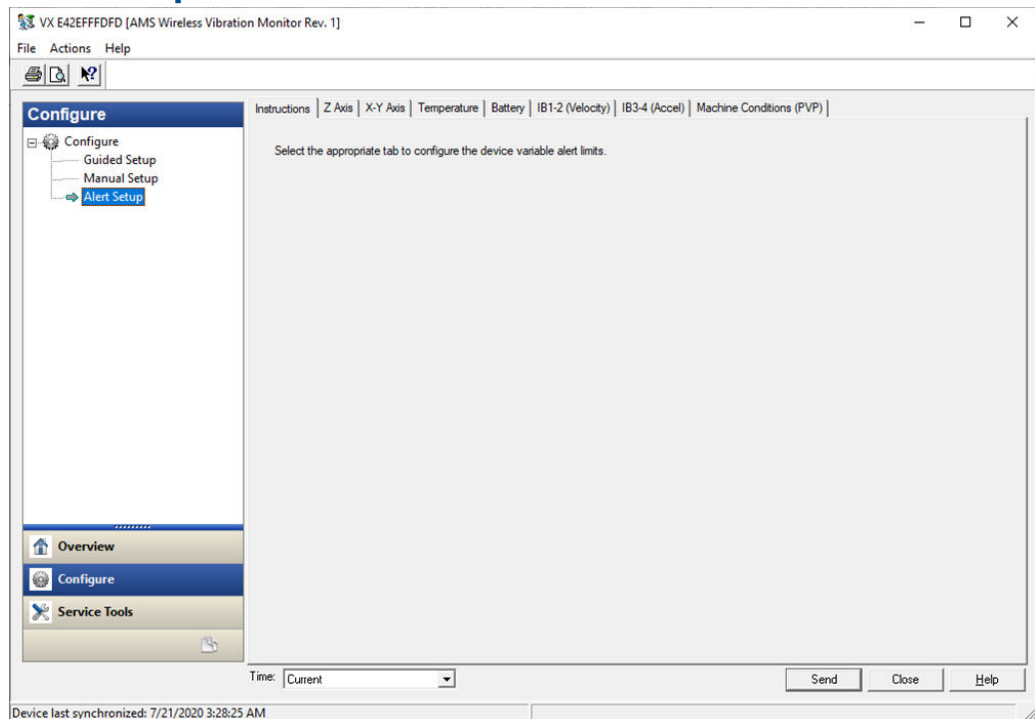 VX E42EFFFDFD [AMS Wireless Vibration Monitor Rev. 1]
File Actions Help
Configure
Instructions Z Axis X-Y Axis Temperature Battery IB1-2 (Velocity) IB3-4 (Accel) Machine Conditions (PVP)
Configure
Guided Setup
Manual Setup
Alert Setup
Select the appropriate tab to configure the device variable alert limits.
Overview
Configure
Service Tools
Time: Current Send Close Help
Device last synchronized: 7/21/2020 3:28:25 AM